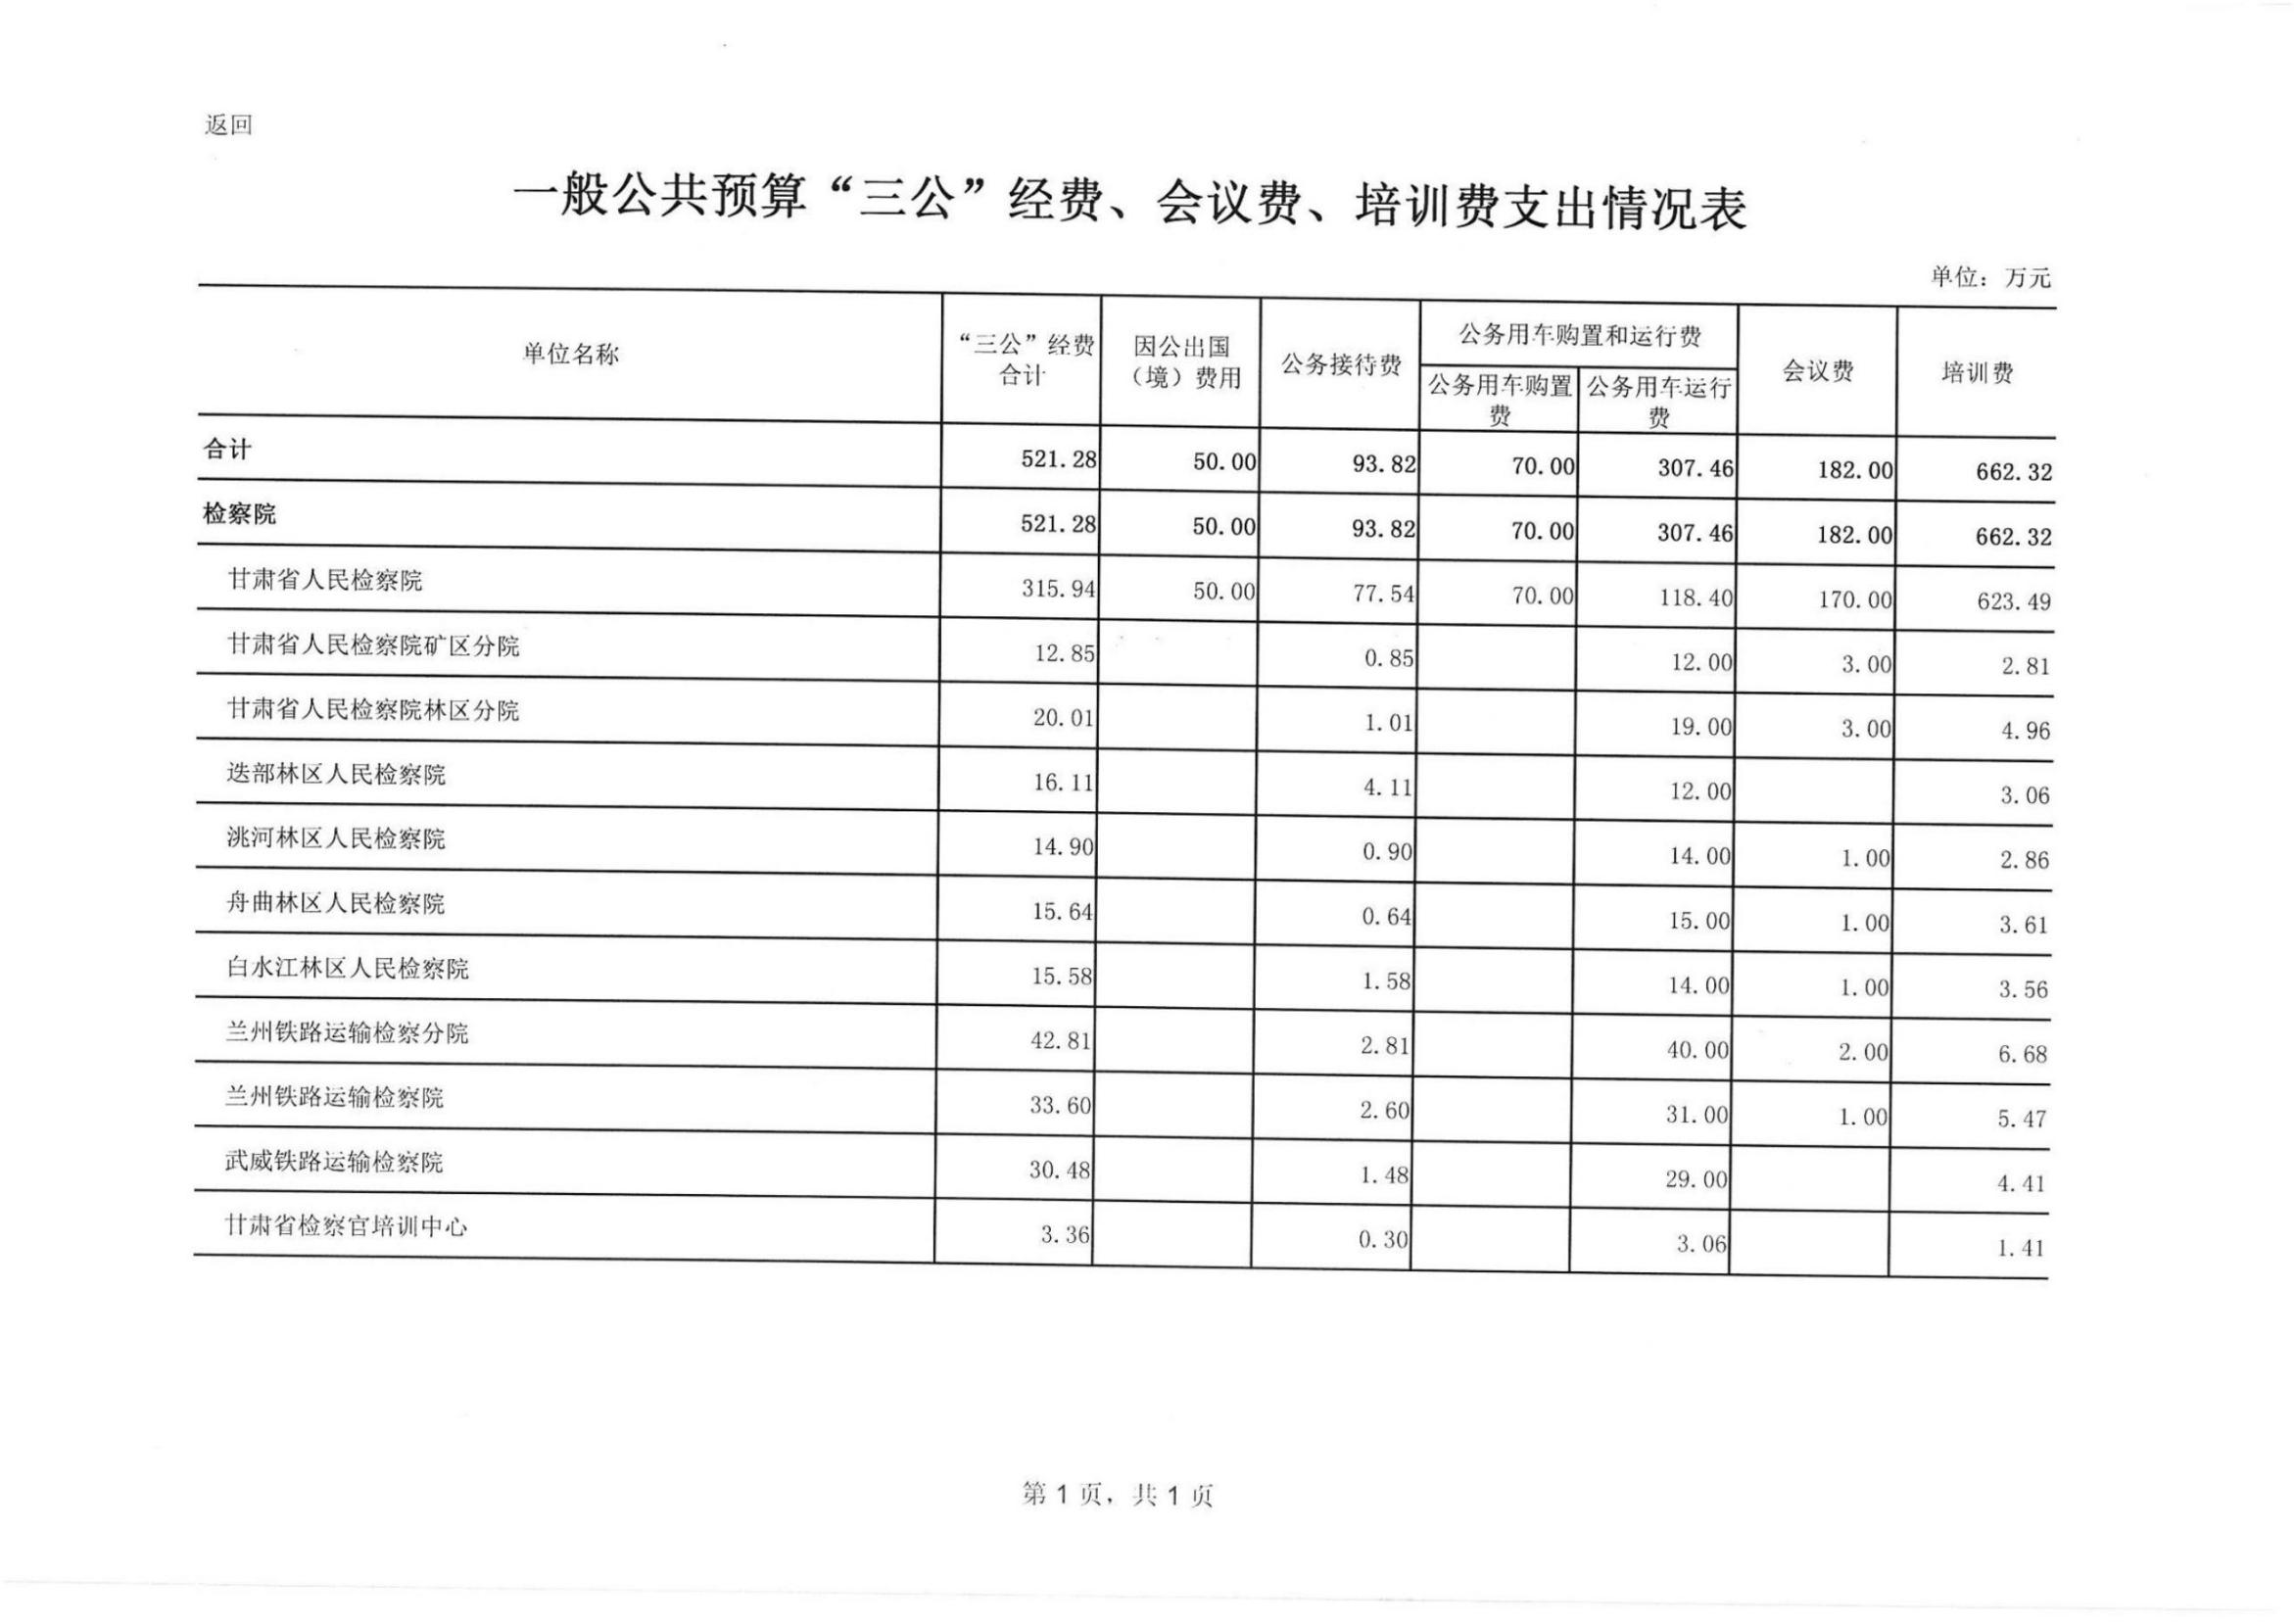 返回
一般公共预算“三公”经费、会议费、培训费支出情况表
单位：万元
单位名称 “三公”经费合计 因公出国（境）费用 公务接待费 公务用车购置和运行费 会议费 培训费
公务用车购置费 公务用车运行费
合计 521.28 50.00 93.82 70.00 307.46 182.00 662.32
检察院 521.28 50.00 93.82 70.00 307.46 182.00 662.32
甘肃省人民检察院 315.94 50.00 77.54 70.00 118.40 170.00 623.49
甘肃省人民检察院矿区分院 12.85 0.85 12.00 3.00 2.81
甘肃省人民检察院林区分院 20.01 1.01 19.00 3.00 4.96
迭部林区人民检察院 16.11 4.11 12.00 3.06
洮河林区人民检察院 14.90 0.90 14.00 1.00 2.86
舟曲林区人民检察院 15.64 0.64 15.00 1.00 3.61
白水江林区人民检察院 15.58 1.58 14.00 1.00 3.56
兰州铁路运输检察分院 42.81 2.81 40.00 2.00 6.68
兰州铁路运输检察院 33.60 2.60 31.00 1.00 5.47
武威铁路运输检察院 30.48 1.48 29.00 4.41
甘肃省检察官培训中心 3.36 0.30 3.06 1.41
第 1 页，共 1 页